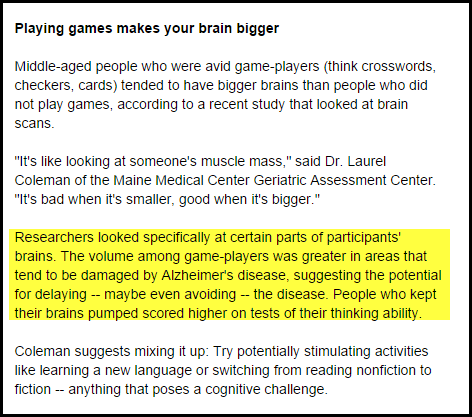 Playing games makes your brain bigger
Middle-aged people who were avid game-players (think crosswords,
checkers, cards) tended to have bigger brains than people who did
not play games, according to a recent study that looked at brain
scans.
"It's like looking at someone's muscle mass," said Dr. Laurel
Coleman of the Maine Medical Center Geriatric Assessment Center.
"It's bad when it's smaller, good when it's bigger."
Researchers looked specifically at certain parts of participants'
brains. The volume among game-players was greater in areas that
tend to be damaged by Alzheimer's disease, suggesting the potential
for delaying -- maybe even avoiding -- the disease. People who kept
their brains pumped scored higher on tests of their thinking ability.
Coleman suggests mixing it up: Try potentially stimulating activities
like learning a new language or switching from reading nonfiction to
fiction -- anything that poses a cognitive challenge.